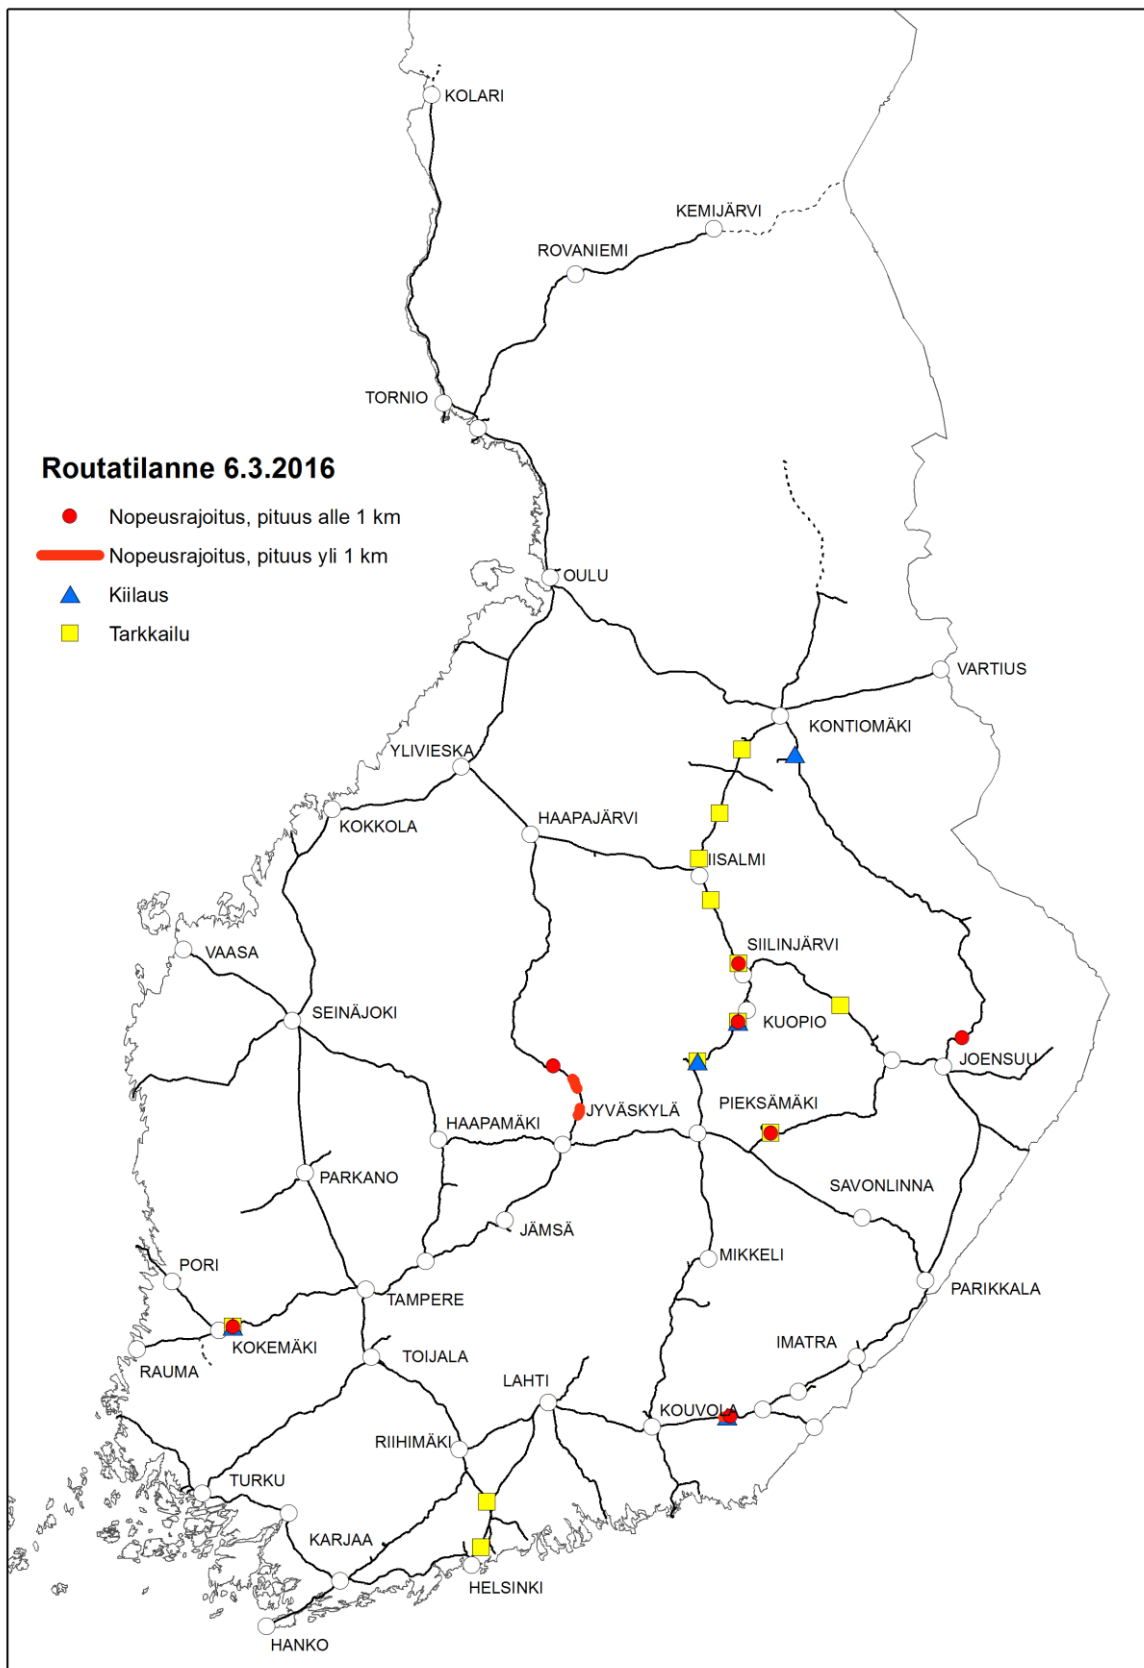 KOLARI
KEMIJÄRVI
ROVANIEMI
TORNIO
Routatilanne 6.3.2016
Nopeusrajoitus, pituus alle 1 km
Nopeusrajoitus, pituus yli 1 km
Kiilaus
Tarkkailu
OULU
VARTIUS
KONTIOMÄKI
YLIVIESKA
KOKKOLA
HAAPAJÄRVI
IISALMI
VAASA
SIILINJÄRVI
SEINÄJOKI
KUOPIO
JOENSUU
HAAPAMÄKI
JYVÄSKYLÄ
PIEKSÄMÄKI
PARKANO
SAVONLINNA
JÄMSÄ
MIKKELI
PORI
TAMPERE
PARIKKALA
KOKEMÄKI
RAUMA
TOIJALA
IMATRA
LAHTI
KOUVOLA
RIIHIMÄKI
TURKU
KARJAA
HELSINKI
HANKO